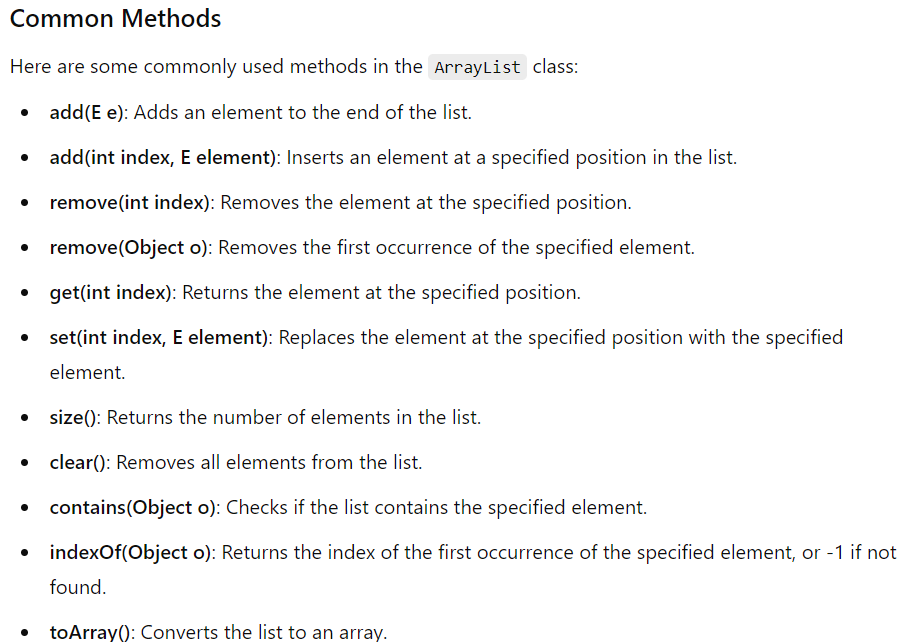 Common Methods
Here are some commonly used methods in the ArrayList class:
• add(E e): Adds an element to the end of the list.
• add(int index, E element): Inserts an element at a specified position in the list.
• remove(int index): Removes the element at the specified position.
• remove(Object o): Removes the first occurrence of the specified element.
• get(int index): Returns the element at the specified position.
• set(int index, E element): Replaces the element at the specified position with the specified
element.
• size(): Returns the number of elements in the list.
• clear(): Removes all elements from the list.
• contains(Object o): Checks if the list contains the specified element.
• indexOf(Object o): Returns the index of the first occurrence of the specified element, or -1 if not
found.
• toArray(): Converts the list to an array.